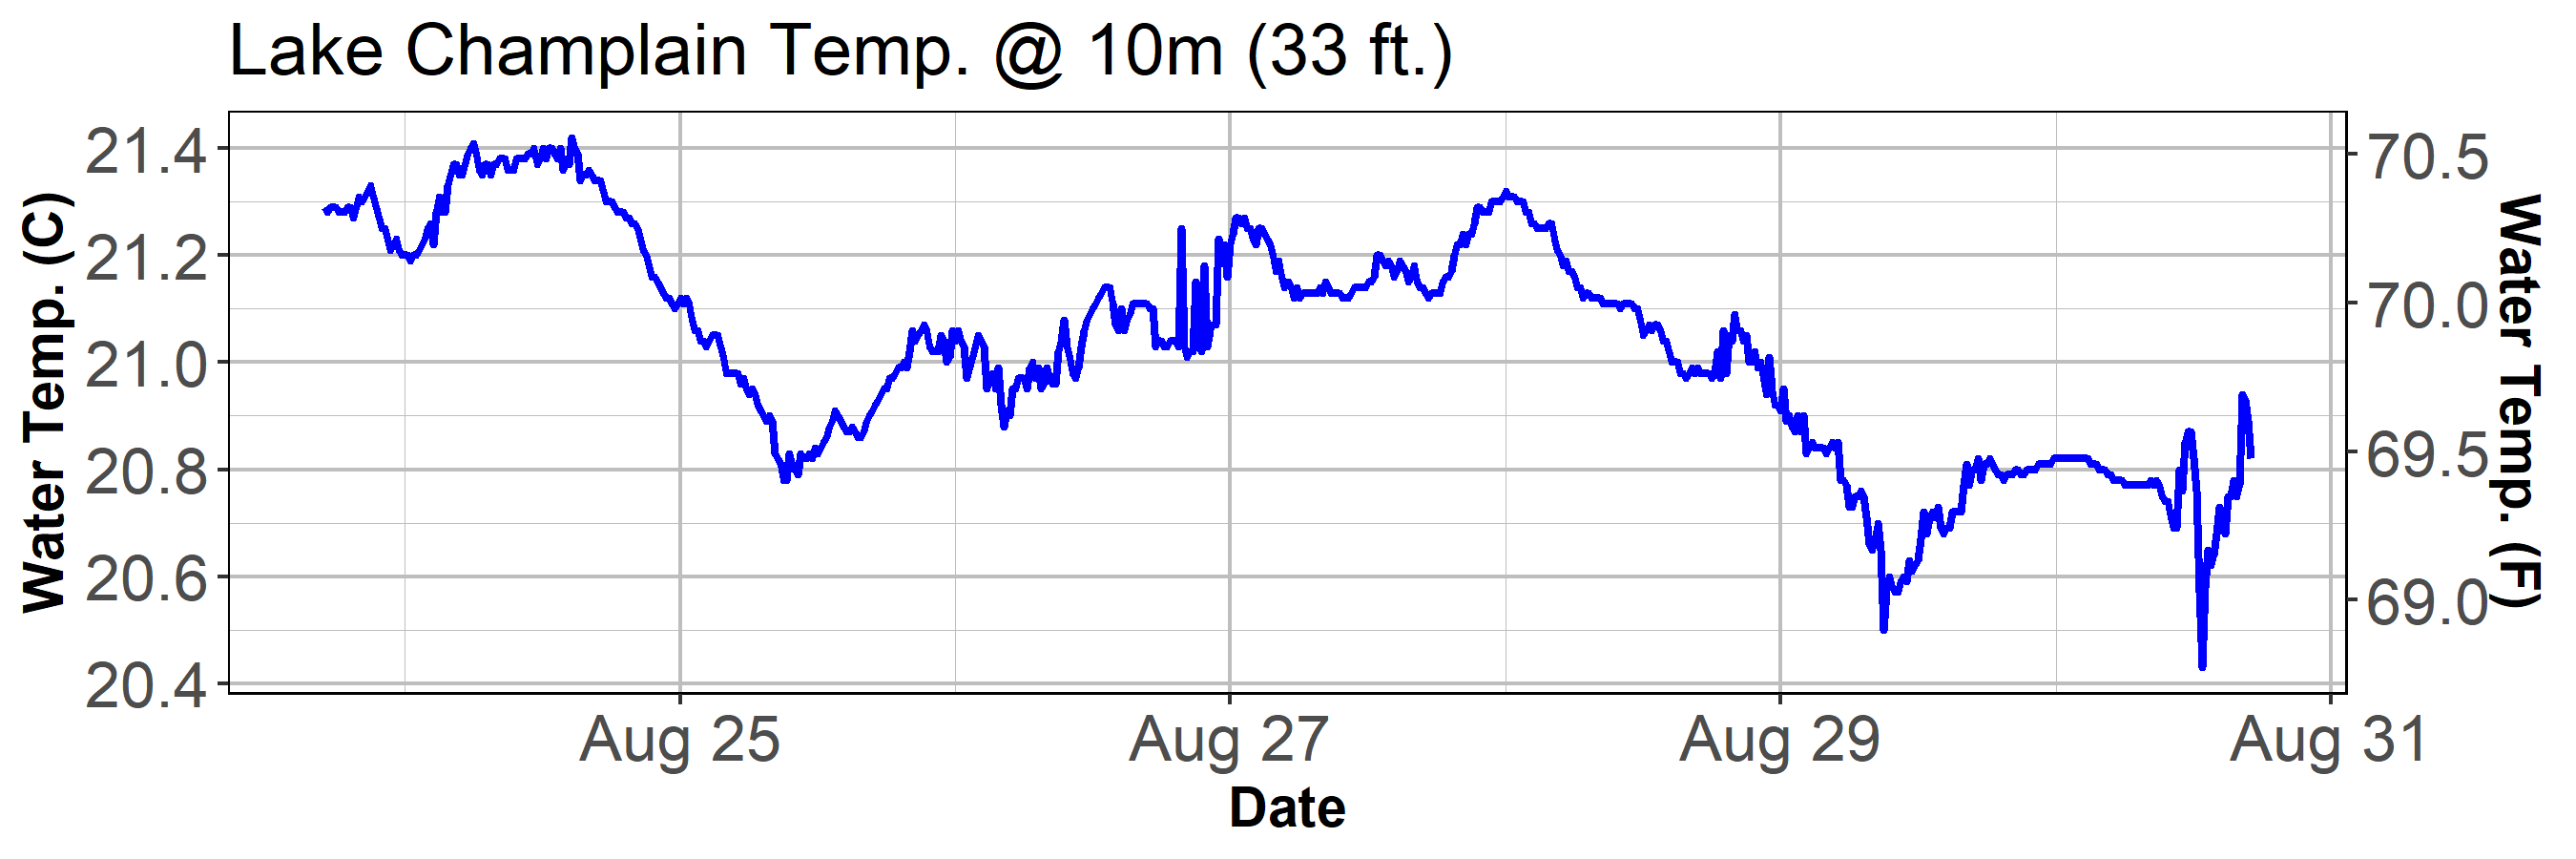 Lake Champlain Temp. @ 10m (33 ft.)
Water Temp. (C)
21.4
21.2
21.0
20.8
20.6
20.4
70.5
70.0
69.5
69.0
Water Temp. (F)
Aug 25 Aug 27 Aug 29 Aug 31
Date